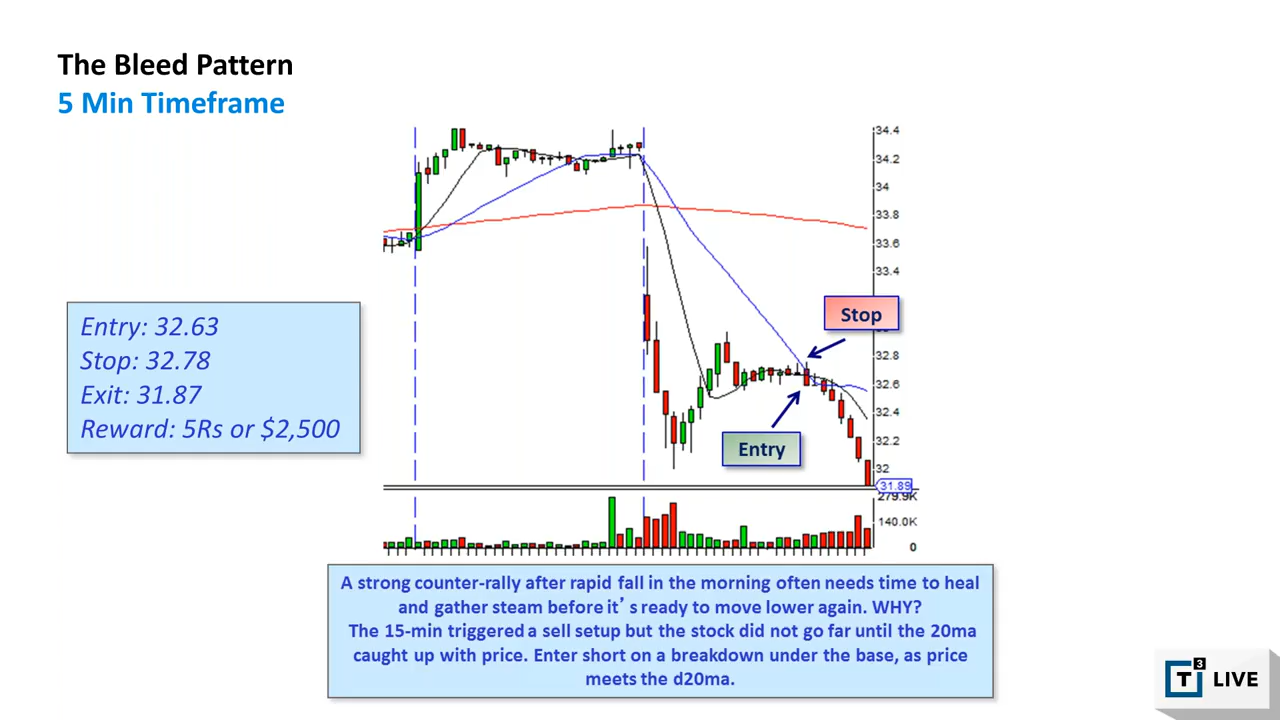 The Bleed Pattern
5 Min Timeframe
34.4
34.2
34
33.8
33.6
33.4
Stop
32.8
Entry: 32.63
Stop: 32.78
Exit: 31.87
Reward: 5Rs or $2,500
32.6
32.4
Entry
32.2
32
31.89
279.9K
140.0K
0
A strong counter-rally after rapid fall in the morning often needs time to heal
and gather steam before it’s ready to move lower again. WHY?
The 15-min triggered a sell setup but the stock did not go far until the 20ma
caught up with price. Enter short on a breakdown under the base, as price
meets the d20ma.
T3 LIVE